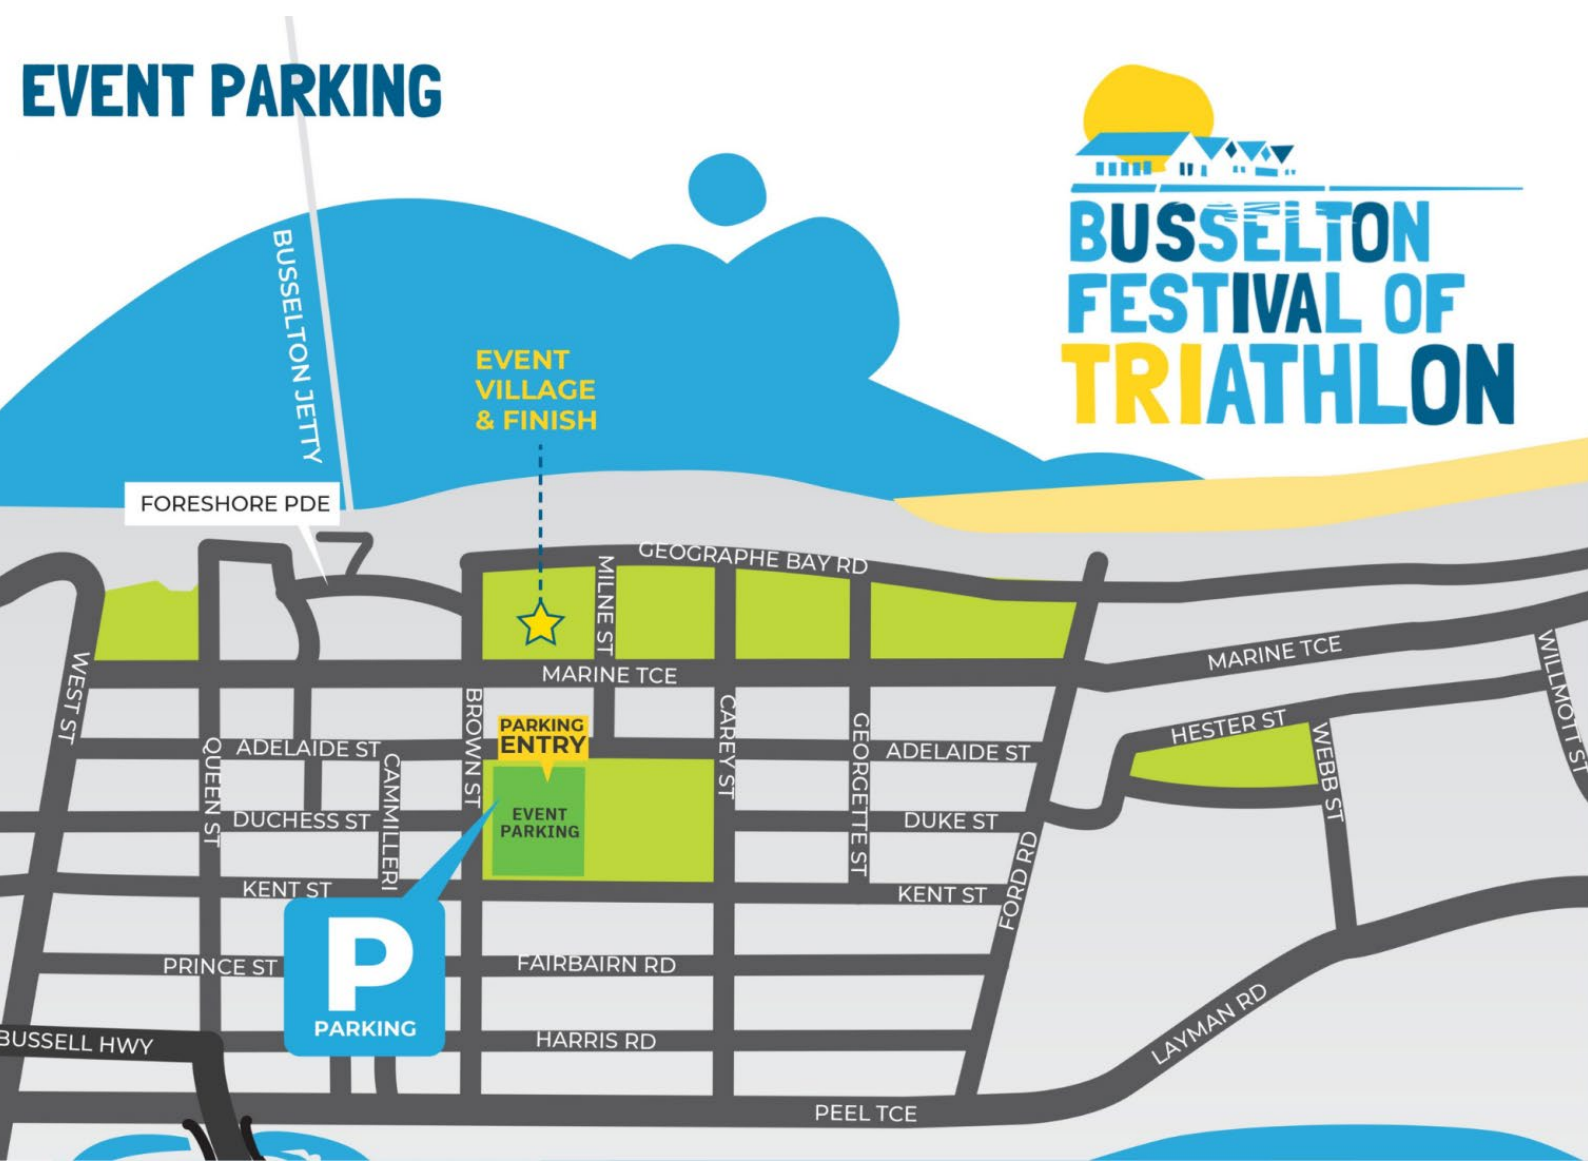 EVENT PARKING
BUSSELTON
FESTIVAL OF
TRIATHLON
BUSSELTON JETTY
EVENT
VILLAGE
& FINISH
FORESHORE PDE
GEOGRAPHE BAY RD
MILNE ST
MARINE TCE
MARINE TCE
WEST ST
WILLMOTT ST
HESTER ST
WEBB ST
BROWN ST
CAREY ST
GEORGETTE ST
PARKING
ENTRY
QUEEN ST
ADELAIDE ST
ADELAIDE ST
CAMMILLERI
EVENT
PARKING
DUCHESS ST
DUKE ST
KENT ST
KENT ST
FORD RD
P
PARKING
PRINCE ST
FAIRBAIRN RD
BUSSELL HWY
HARRIS RD
LAYMAN RD
PEEL TCE